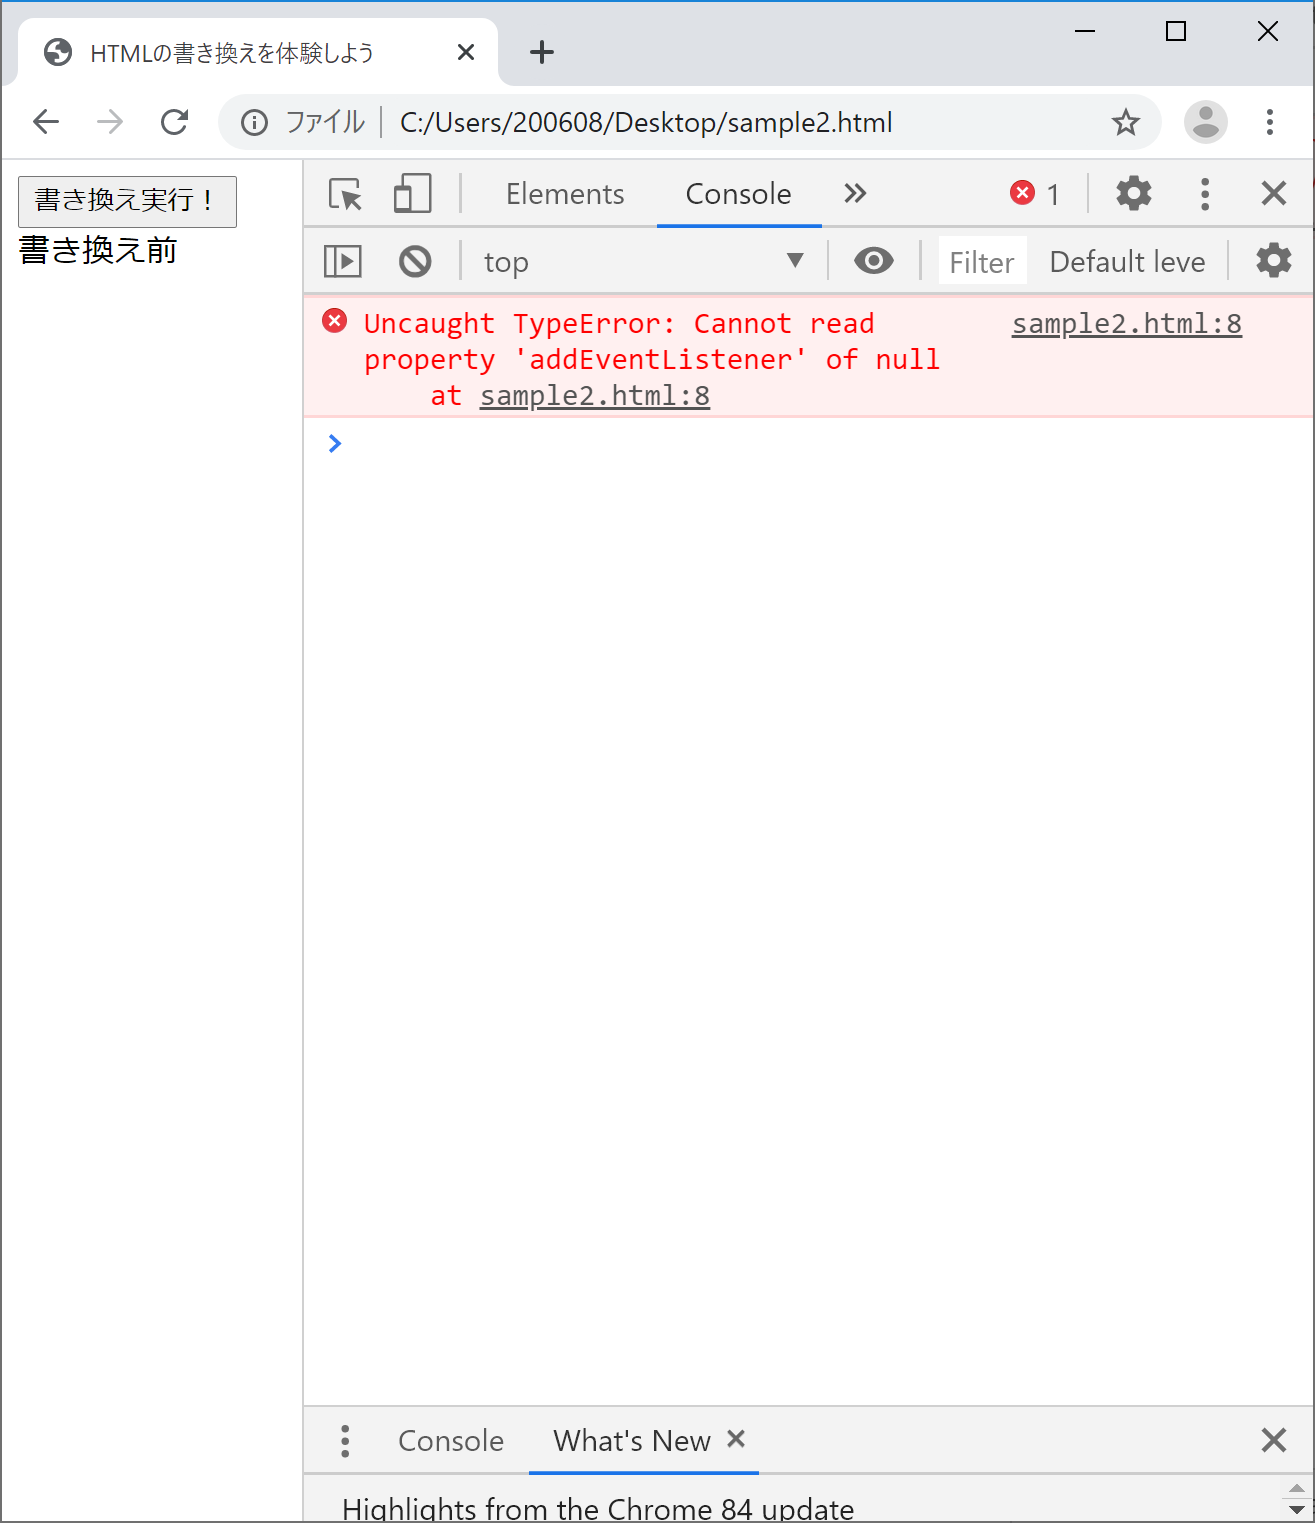 HTMLの書き換えを体験しよう
ファイル C:/Users/200608/Desktop/sample2.html
書き換え実行！
書き換え前
Elements Console 1
top Filter Default leve
Uncaught TypeError: Cannot read sample2.html:8
property 'addEventListener' of null
at sample2.html:8
Console What's New
Highlights from the Chrome 84 update